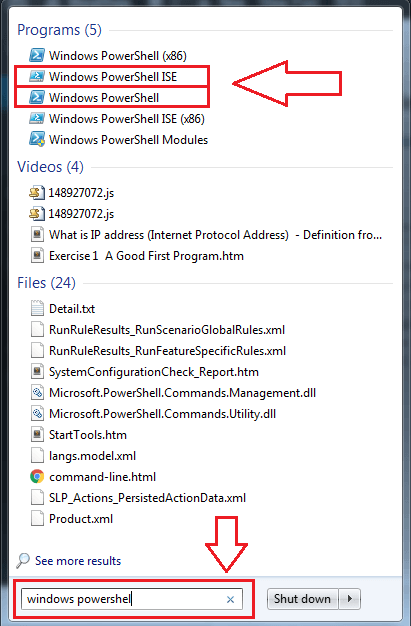 Programs (5)
Windows PowerShell (x86)
Windows PowerShell ISE
Windows PowerShell
Windows PowerShell ISE (x86)
Windows PowerShell Modules
Videos (4)
148927072.js
148927072.js
What is IP address (Internet Protocol Address) - Definition fro...
Exercise 1 A Good First Program.htm
Files (24)
Detail.txt
RunRuleResults_RunScenarioGlobalRules.xml
RunRuleResults_RunFeatureSpecificRules.xml
SystemConfigurationCheck_Report.htm
Microsoft.PowerShell.Commands.Management.dll
Microsoft.PowerShell.Commands.Utility.dll
StartTools.htm
langs.model.xml
command-line.html
SLP_Actions_PersistedActionData.xml
Product.xml
See more results
windows powershel
Shut down